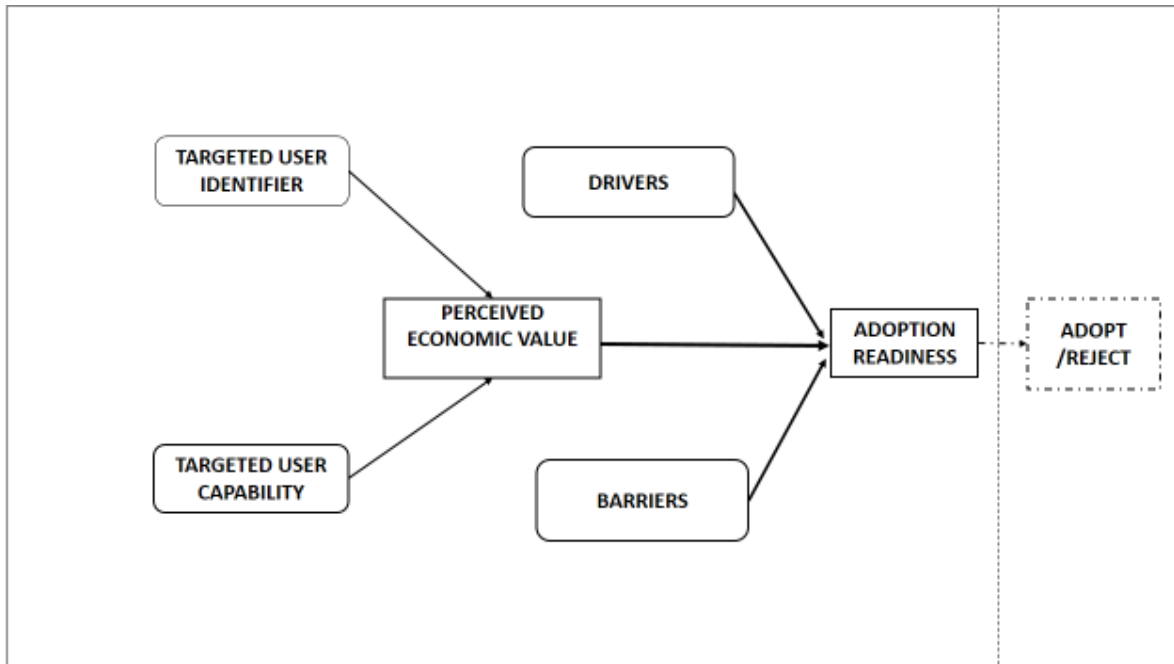 TARGETED USER
IDENTIFIER
DRIVERS
PERCEIVED
ECONOMIC VALUE
ADOPTION
READINESS
ADOPT
/REJECT
TARGETED USER
CAPABILITY
BARRIERS